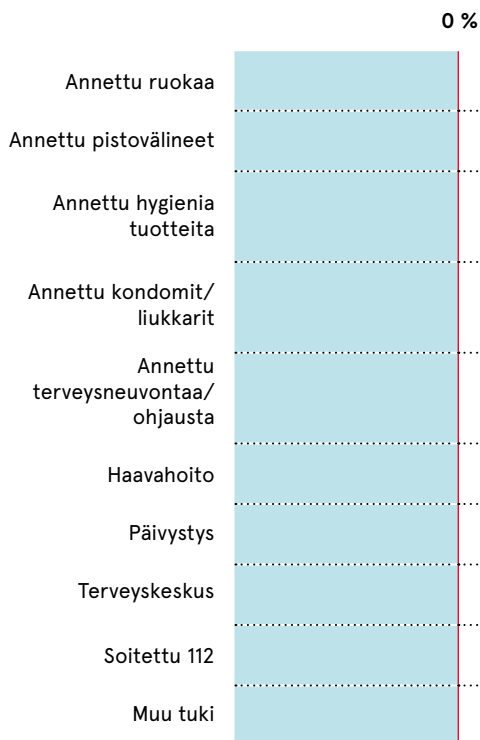 0 %
Annettu ruokaa
Annettu pistovälineet
Annettu hygienia
tuotteita
Annettu kondomit/
liukkarit
Annettu
terveysneuvontaa/
ohjausta
Haavahoito
Päivystys
Terveyskeskus
Soitettu 112
Muu tuki